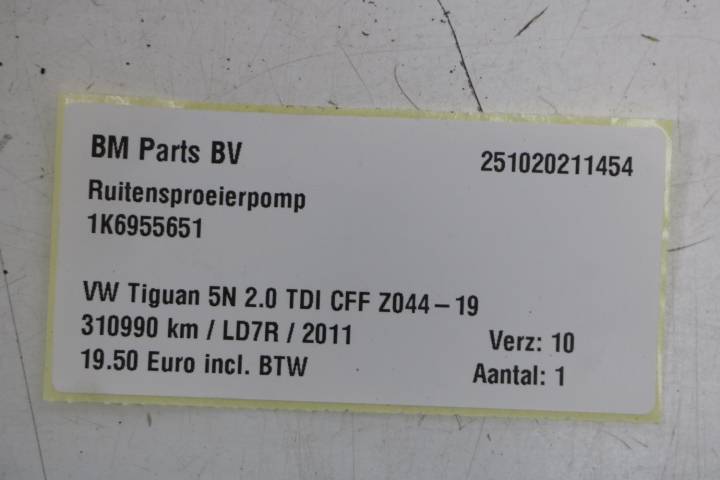 BM Parts BV 251020211454
Ruitensproeierpomp
1K6955651
VW Tiguan 5N 2.0 TDI CFF Z044-19
310990 km / LD7R / 2011 Verz: 10
19.50 Euro incl. BTW Aantal: 1